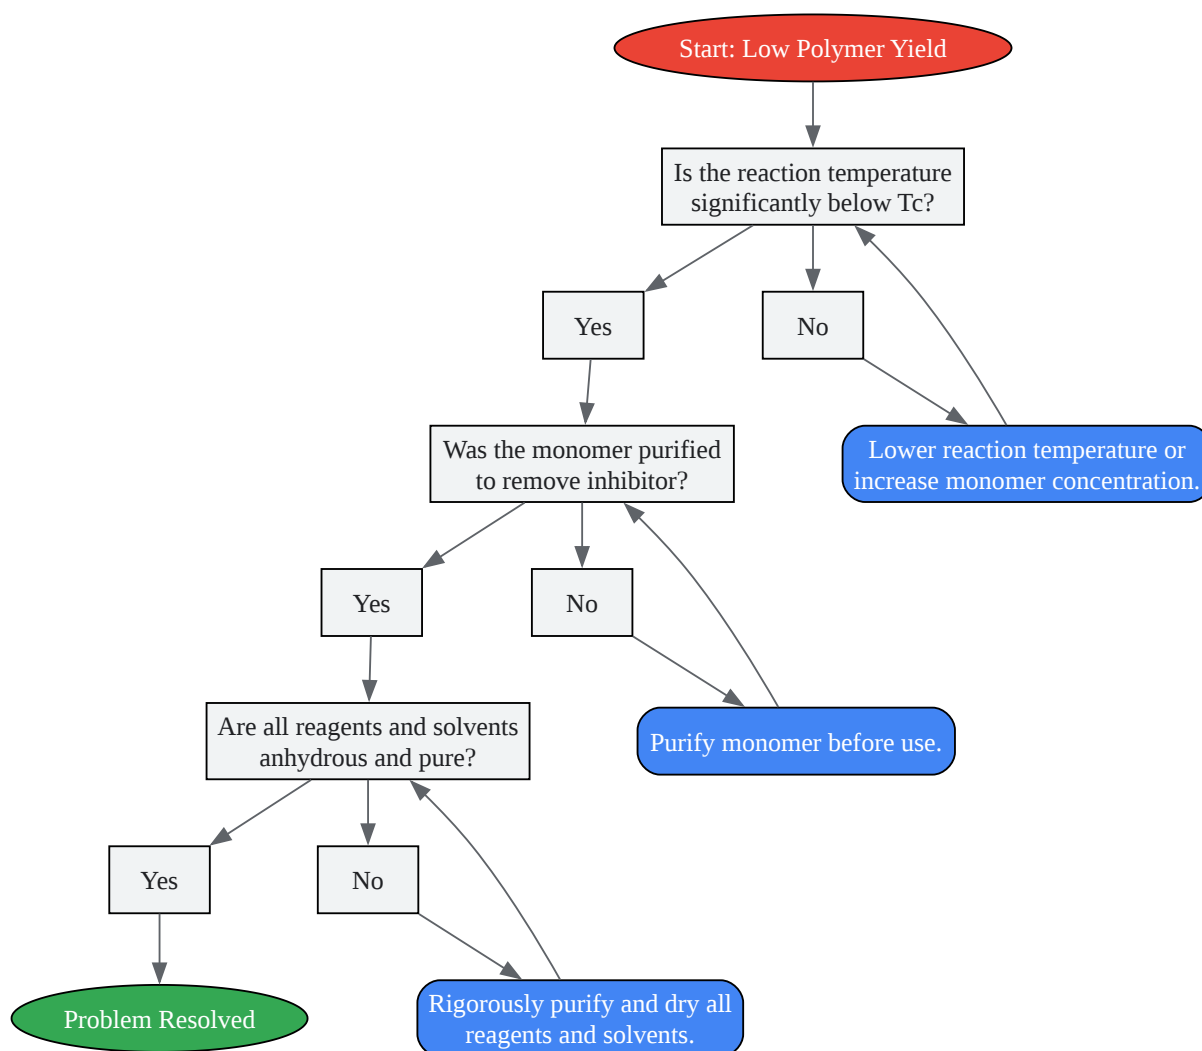 Start: Low Polymer Yield
Is the reaction temperature
significantly below Tc?
Yes
No
Lower reaction temperature or
increase monomer concentration.
Was the monomer purified
to remove inhibitor?
Yes
No
Purify monomer before use.
Are all reagents and solvents
anhydrous and pure?
Yes
No
Problem Resolved
Rigorously purify and dry all
reagents and solvents.